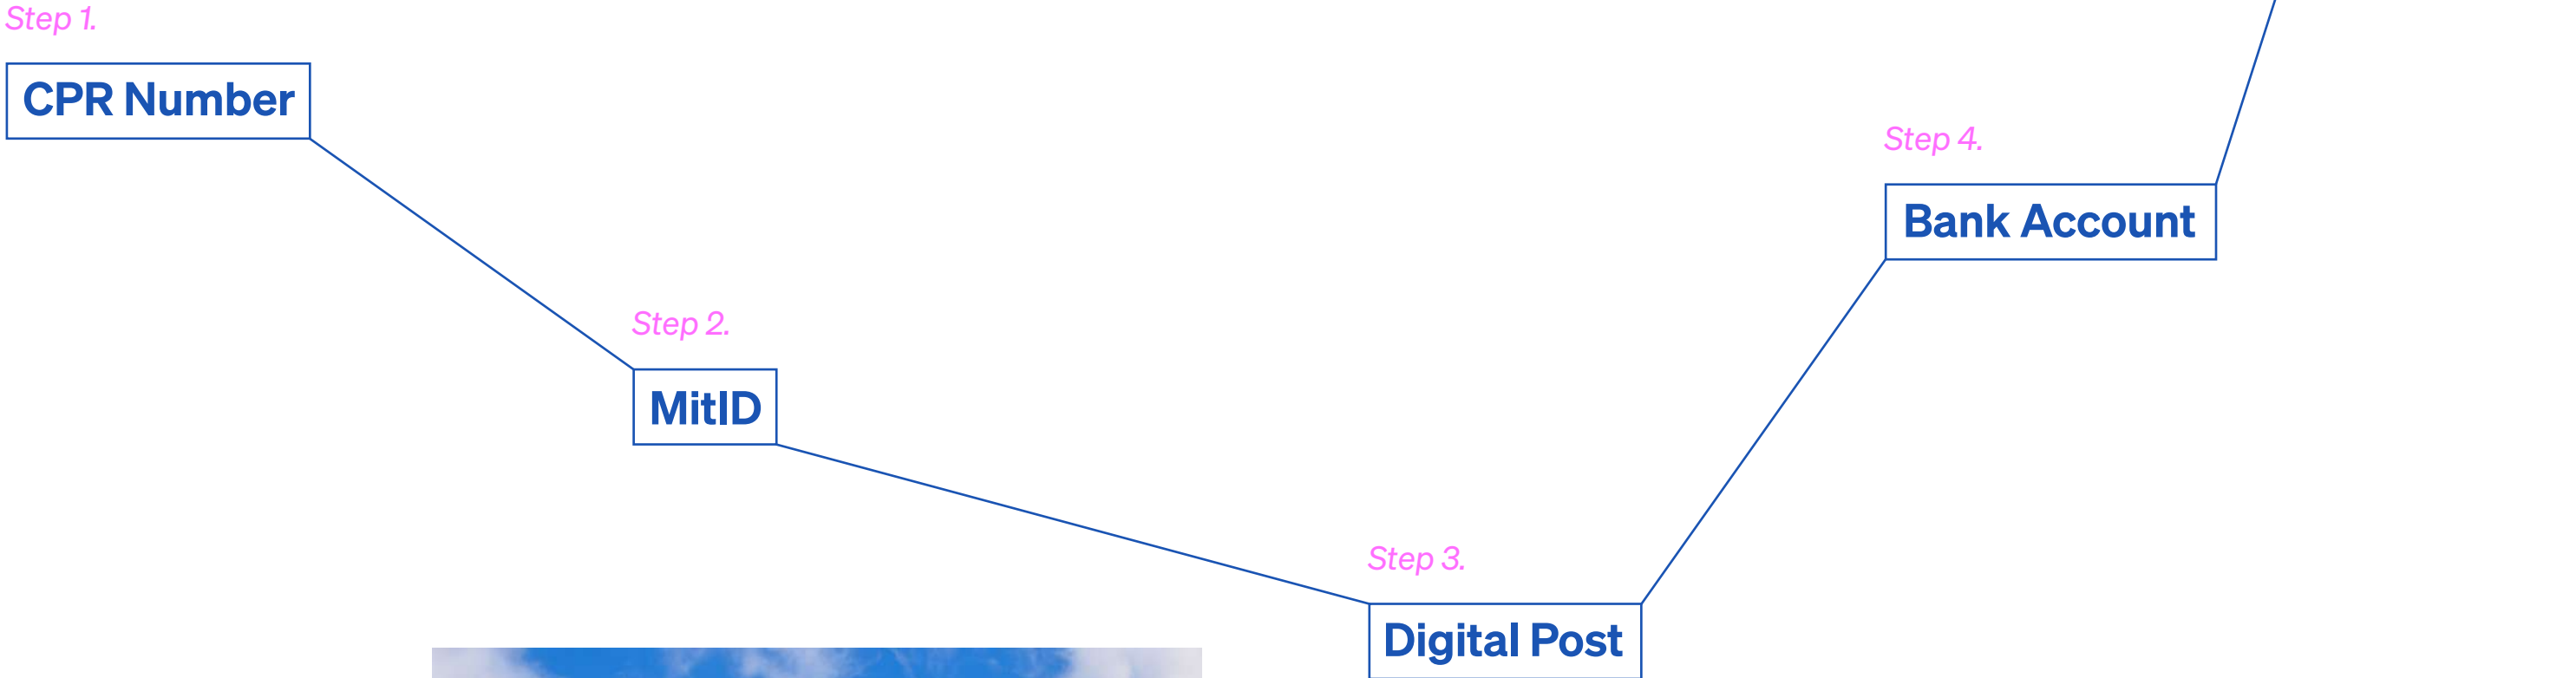 Step 1.
CPR Number
Step 2.
MitID
Step 3.
Digital Post
Step 4.
Bank Account